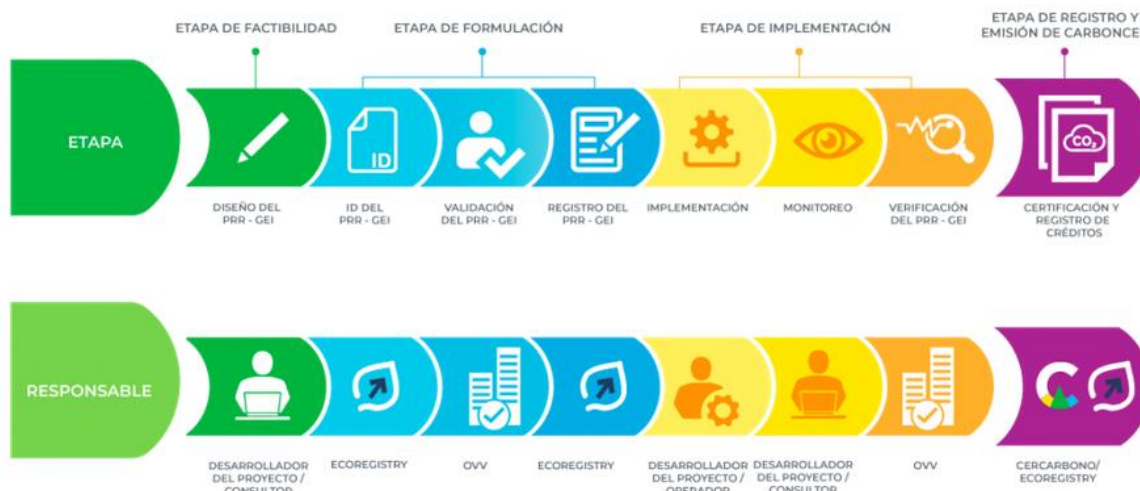 ETAPA DE FACTIBILIDAD
ETAPA DE FORMULACIÓN
ETAPA DE IMPLEMENTACIÓN
ETAPA DE REGISTRO Y
EMISIÓN DE CARBONCE
ETAPA
ID
CO₂
DISEÑO DEL
PRR - GEI
ID DEL
PRR - GEI
VALIDACIÓN
DEL PRR - GEI
REGISTRO DEL
PRR - GEI
IMPLEMENTACIÓN
MONITOREO
VERIFICACIÓN
DEL PRR - GEI
CERTIFICACIÓN Y
REGISTRO DE
CRÉDITOS
RESPONSABLE
DESARROLLADOR
DEL PROYECTO /
CONSULTOR
ECOREGISTRY
OVV
ECOREGISTRY
DESARROLLADOR
DEL PROYECTO /
OPERADOR
DESARROLLADOR
DEL PROYECTO /
CONSULTOR
OVV
CERCARBONO/
ECOREGISTRY